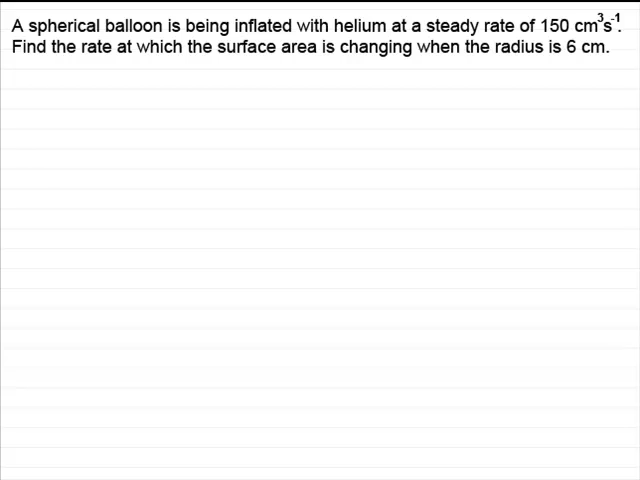 A spherical balloon is being inflated with helium at a steady rate of 150 cm³s⁻¹.
Find the rate at which the surface area is changing when the radius is 6 cm.